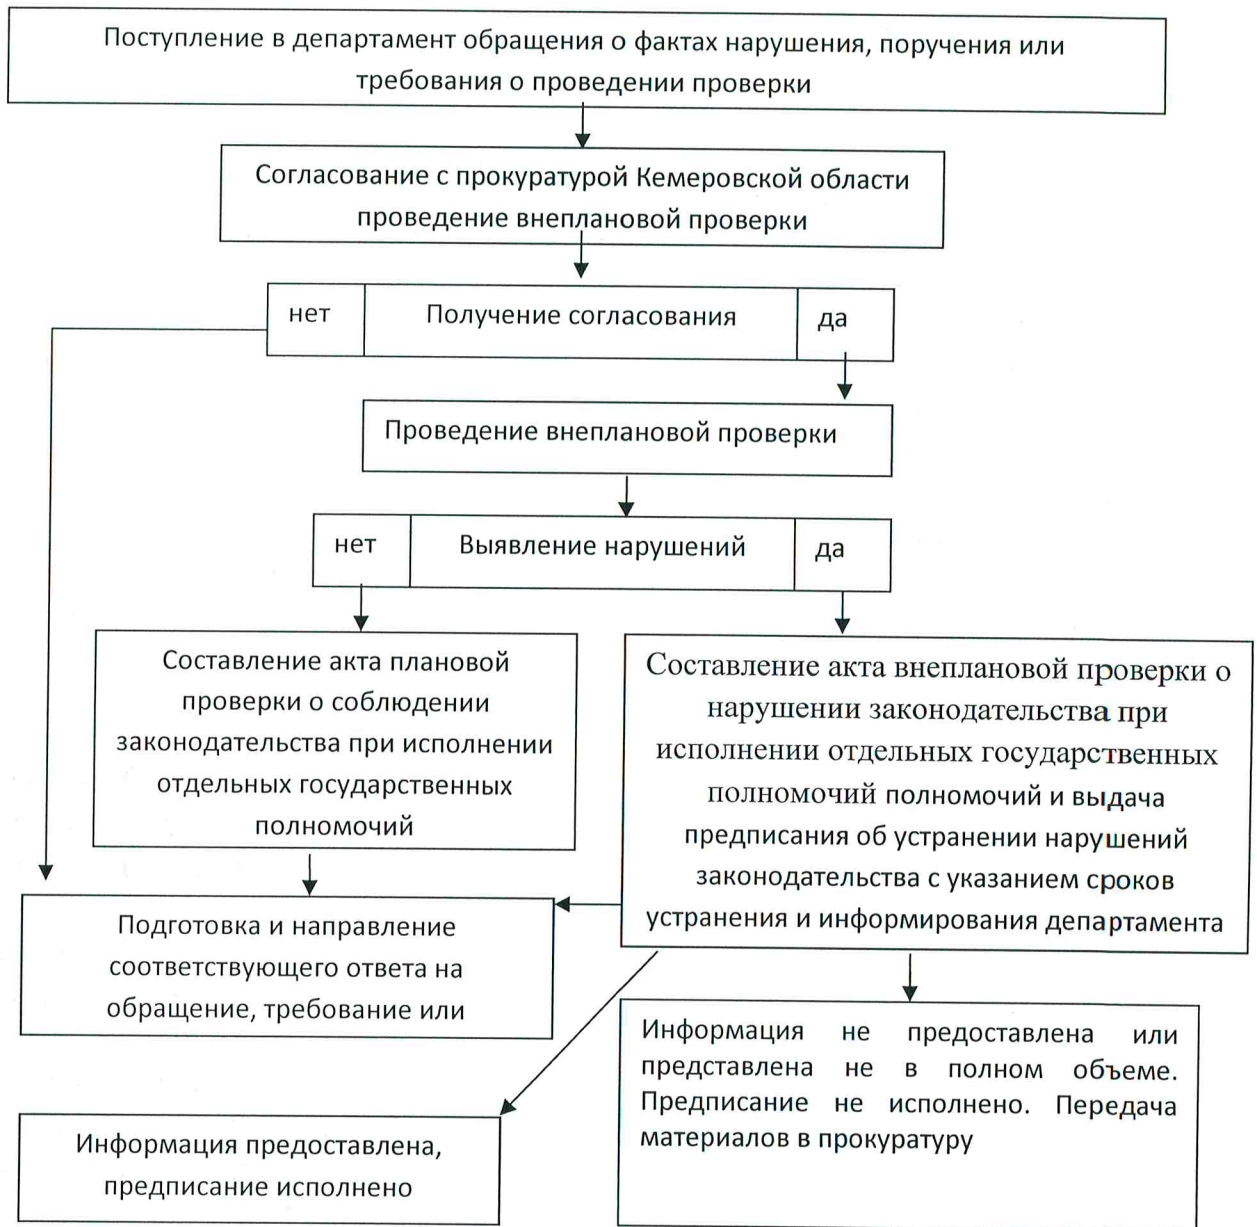 Поступление в департамент обращения о фактах нарушения, поручения или
требования о проведении проверки
Согласование с прокуратурой Кемеровской области
проведение внеплановой проверки
нет
Получение согласования
да
Проведение внеплановой проверки
нет
Выявление нарушений
да
Составление акта плановой
проверки о соблюдении
законодательства при исполнении
отдельных государственных
полномочий
Составление акта внеплановой проверки о
нарушении законодательства при
исполнении отдельных государственных
полномочий полномочий и выдача
предписания об устранении нарушений
законодательства с указанием сроков
устранения и информирования департамента
Подготовка и направление
соответствующего ответа на
обращение, требование или
Информация не предоставлена или
представлена не в полном объеме.
Предписание не исполнено. Передача
материалов в прокуратуру
Информация предоставлена,
предписание исполнено